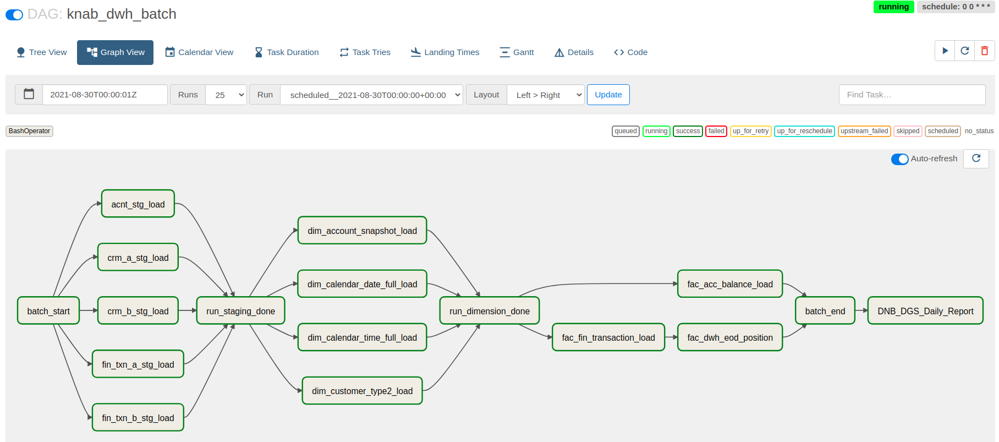 DAG: knab_dwh_batch
running
schedule: 0 0 * * *
Tree View
Graph View
Calendar View
Task Duration
Task Tries
Landing Times
Gantt
Details
Code
2021-08-30T00:00:01Z
Runs
25
Run
scheduled__2021-08-30T00:00:00+00:00
Layout
Left > Right
Update
Find Task…
BashOperator
queued
running
success
failed
up_for_retry
up_for_reschedule
upstream_failed
skipped
scheduled
no_status
Auto-refresh
batch_start
acnt_stg_load
crm_a_stg_load
crm_b_stg_load
fin_txn_a_stg_load
fin_txn_b_stg_load
run_staging_done
dim_account_snapshot_load
dim_calendar_date_full_load
dim_calendar_time_full_load
dim_customer_type2_load
run_dimension_done
fac_acc_balance_load
fac_fin_transaction_load
fac_dwh_eod_position
batch_end
DNB_DGS_Daily_Report